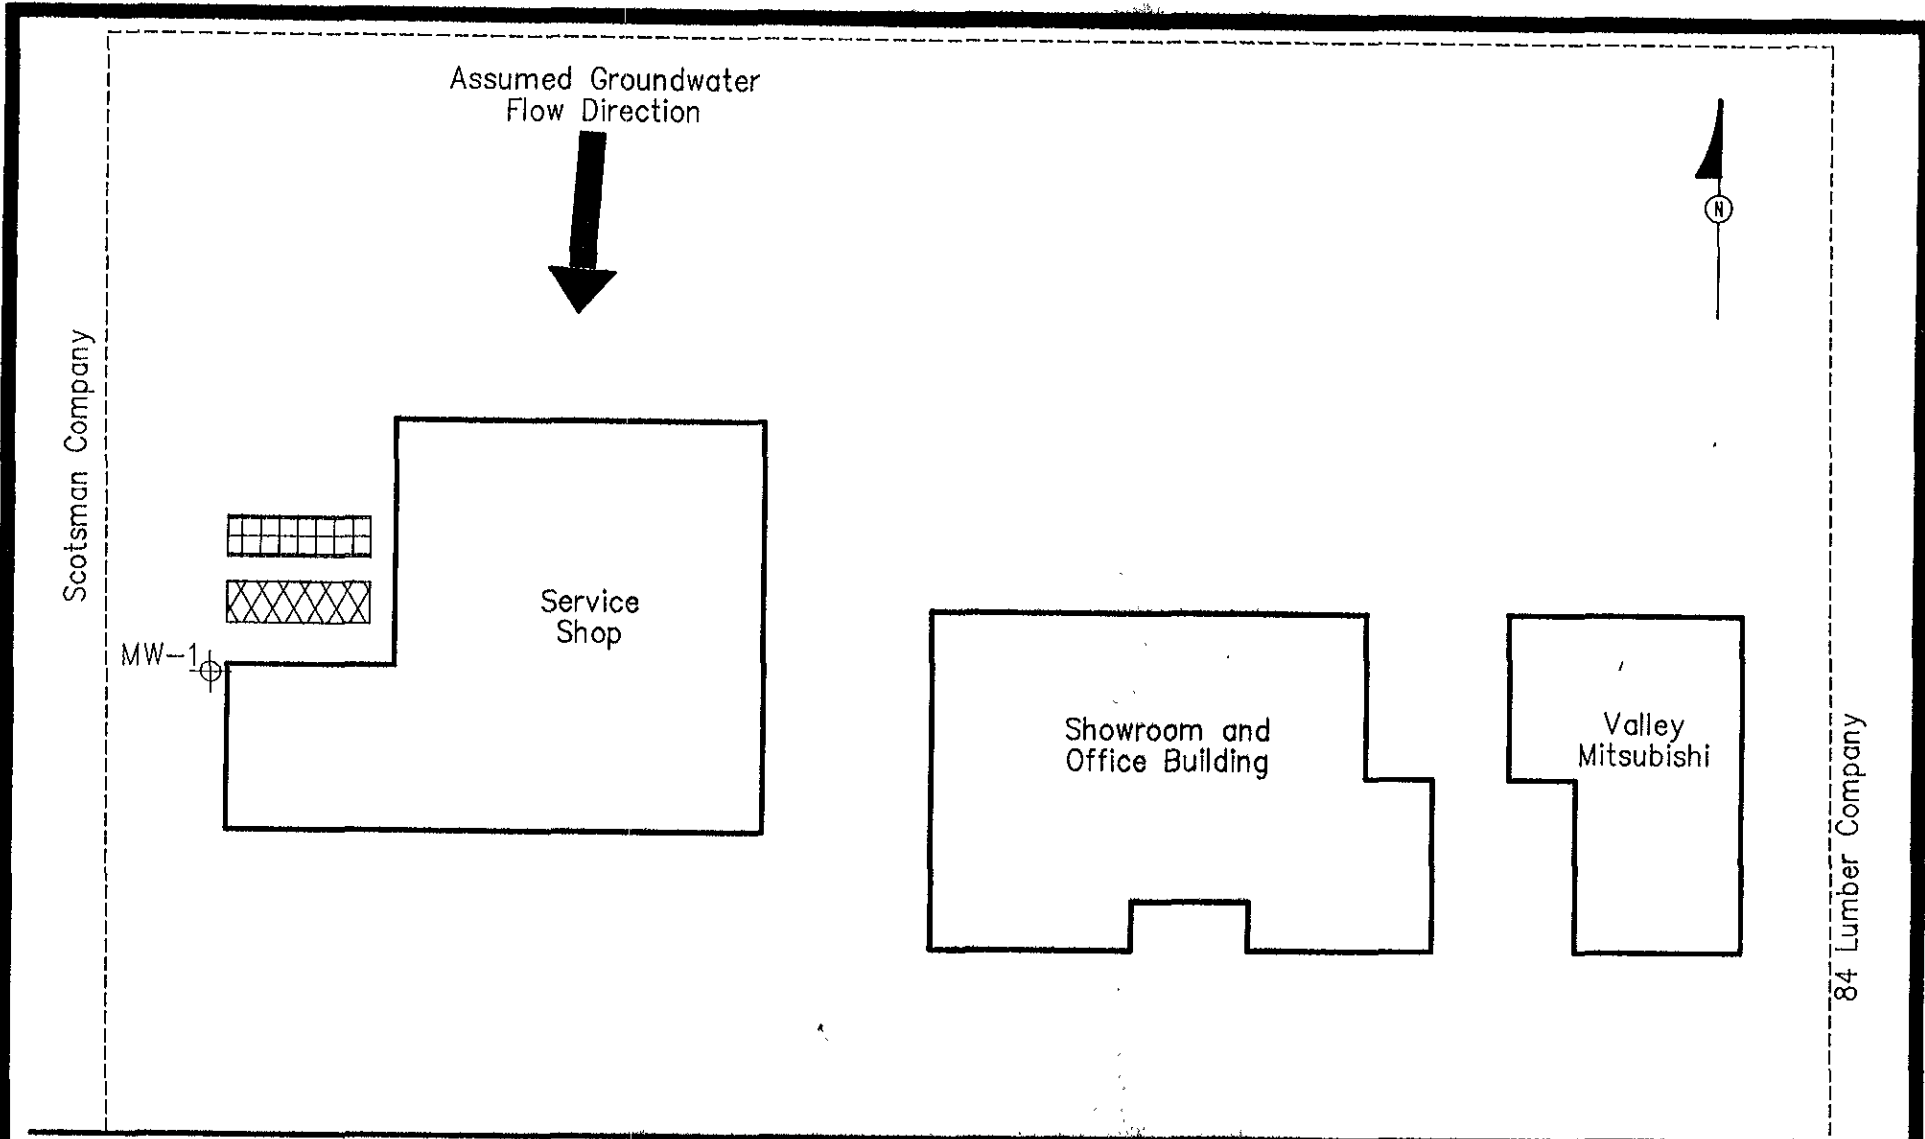 Assumed Groundwater
Flow Direction
N
Scotsman Company
MW-1
Service
Shop
Showroom and
Office Building
Valley
Mitsubishi
84 Lumber Company